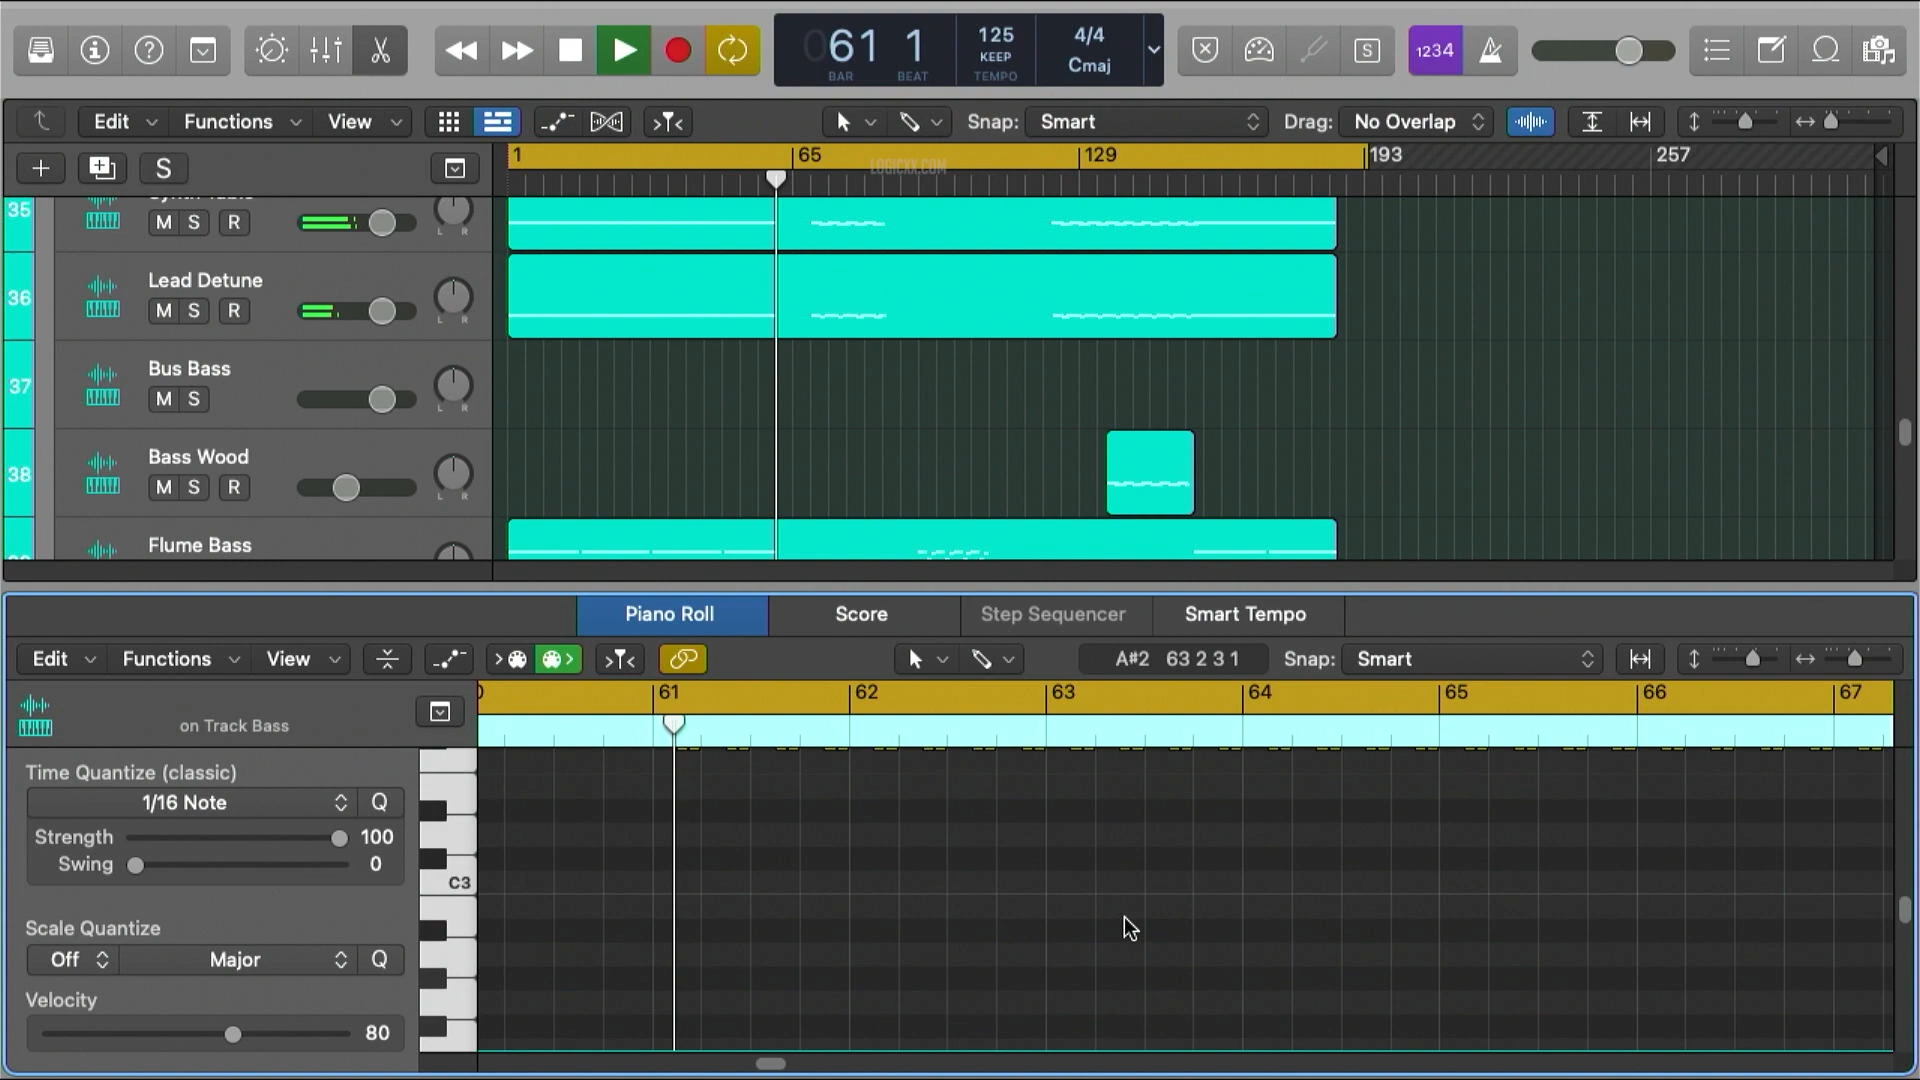 061 1
BAR BEAT
125
KEEP
TEMPO
4/4
Cmaj
S
1234
Edit Functions View
Snap: Smart
Drag: No Overlap
S
1 65 129 193 257
LOGICXX.COM
35
M S R
L R
36
Lead Detune
M S R
L R
37
Bus Bass
M S
L R
38
Bass Wood
M S R
L R
Flume Bass
Piano Roll Score Step Sequencer Smart Tempo
Edit Functions View
A#2 63 2 3 1
Snap: Smart
61 62 63 64 65 66 67
on Track Bass
Time Quantize (classic)
1/16 Note Q
Strength 100
Swing 0
C3
Scale Quantize
Off Major Q
Velocity
80